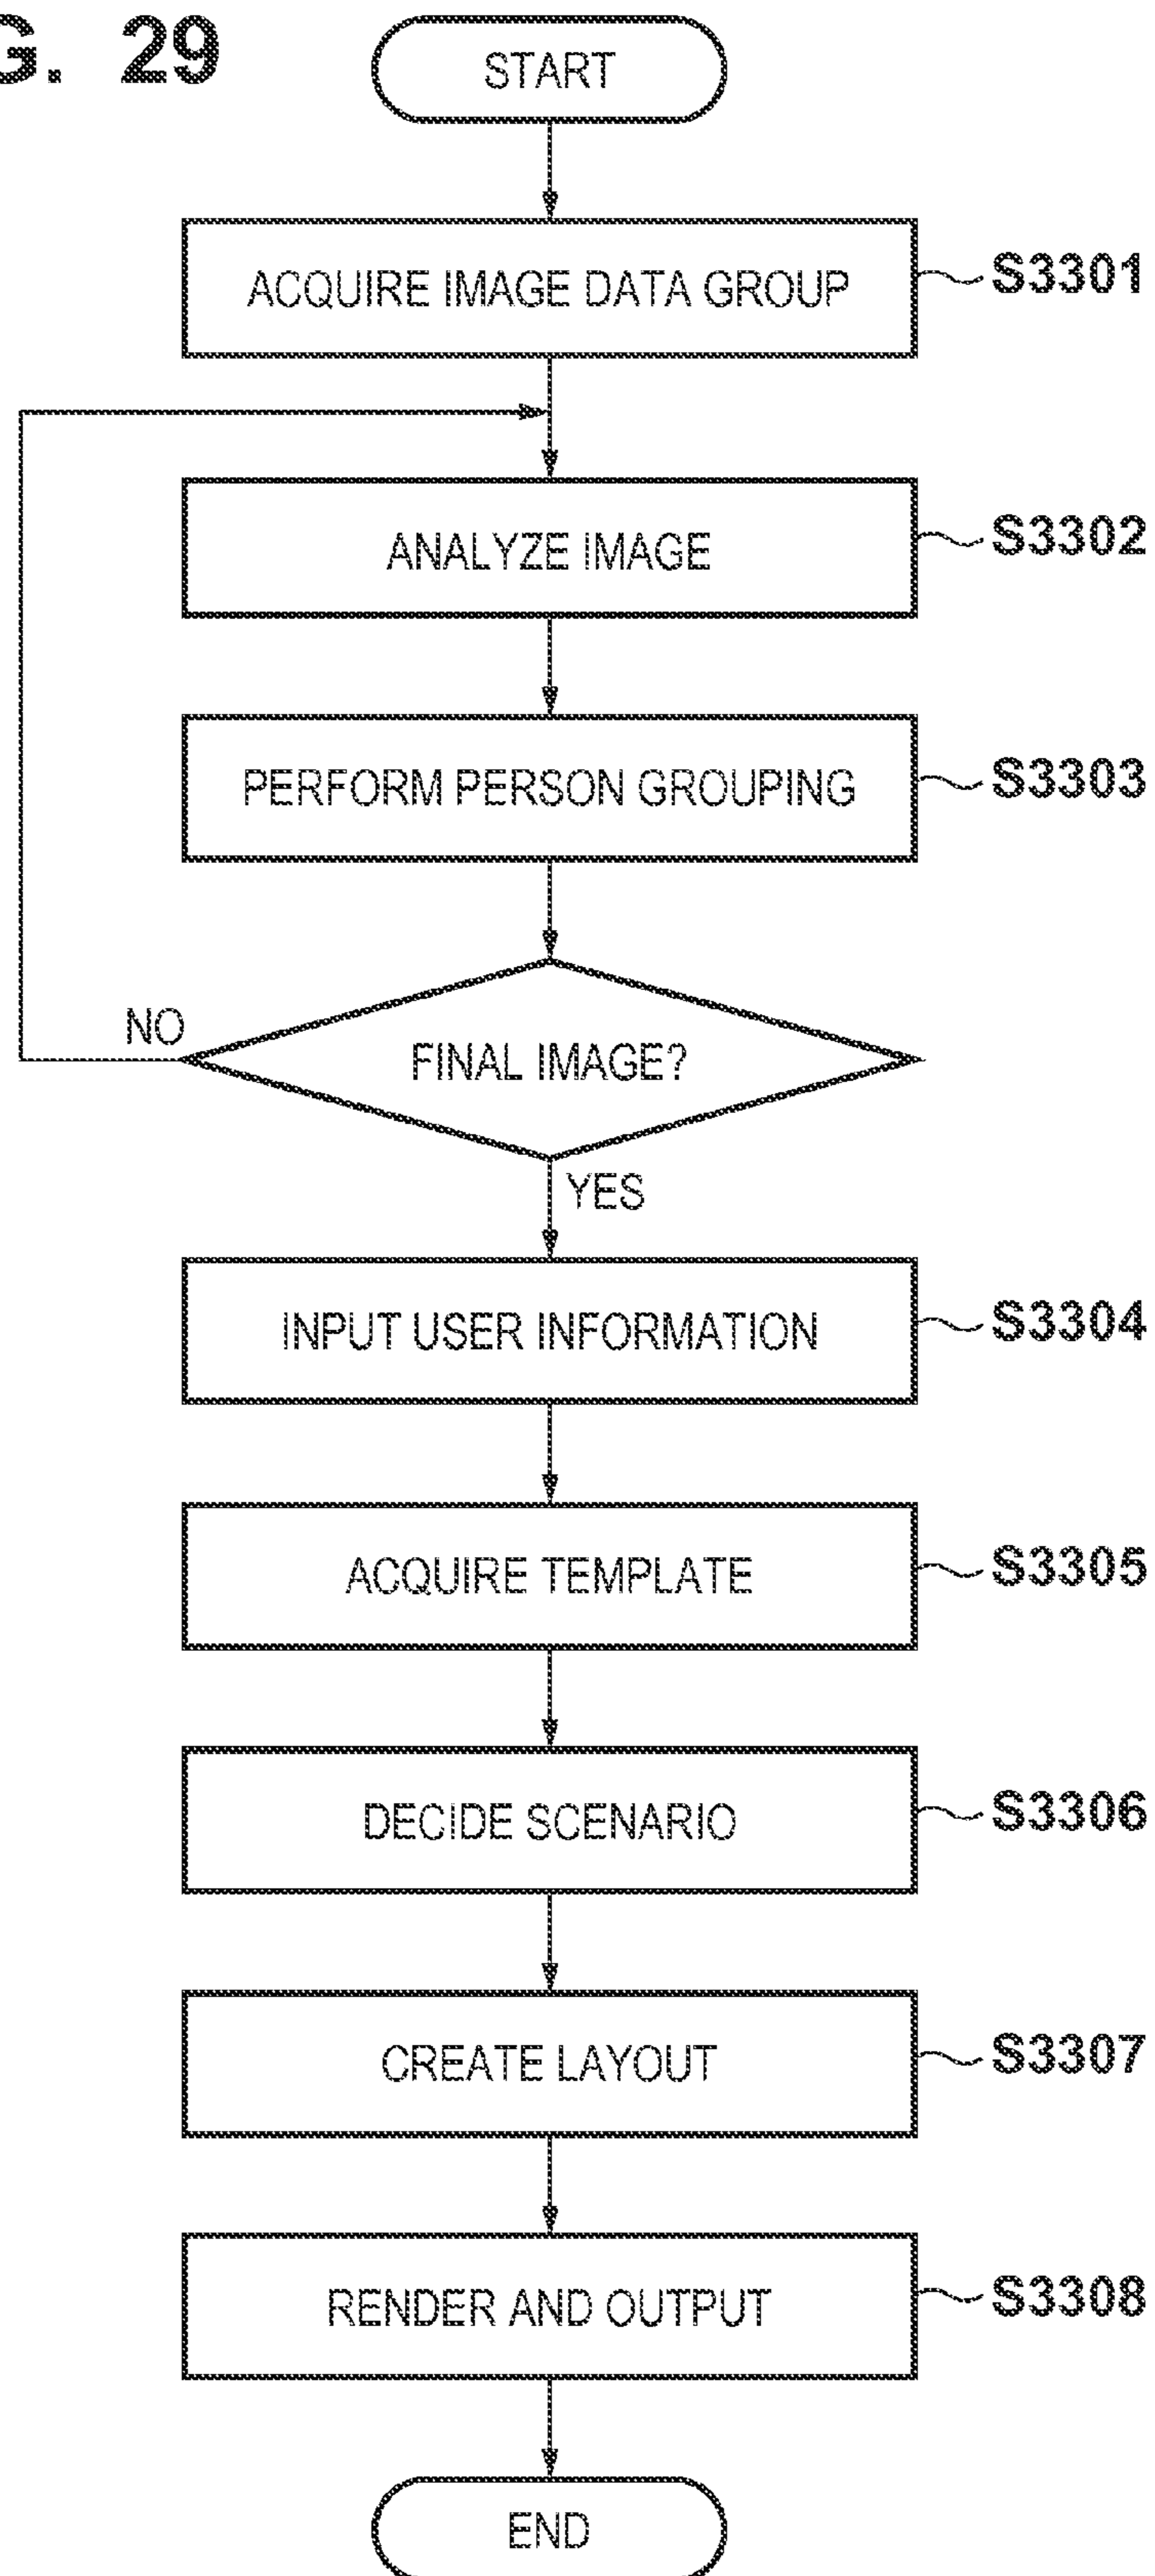 G. 29
START
ACQUIRE IMAGE DATA GROUP
S3301
ANALYZE IMAGE
S3302
PERFORM PERSON GROUPING
S3303
NO
FINAL IMAGE?
YES
INPUT USER INFORMATION
S3304
ACQUIRE TEMPLATE
S3305
DECIDE SCENARIO
S3306
CREATE LAYOUT
S3307
RENDER AND OUTPUT
S3308
END